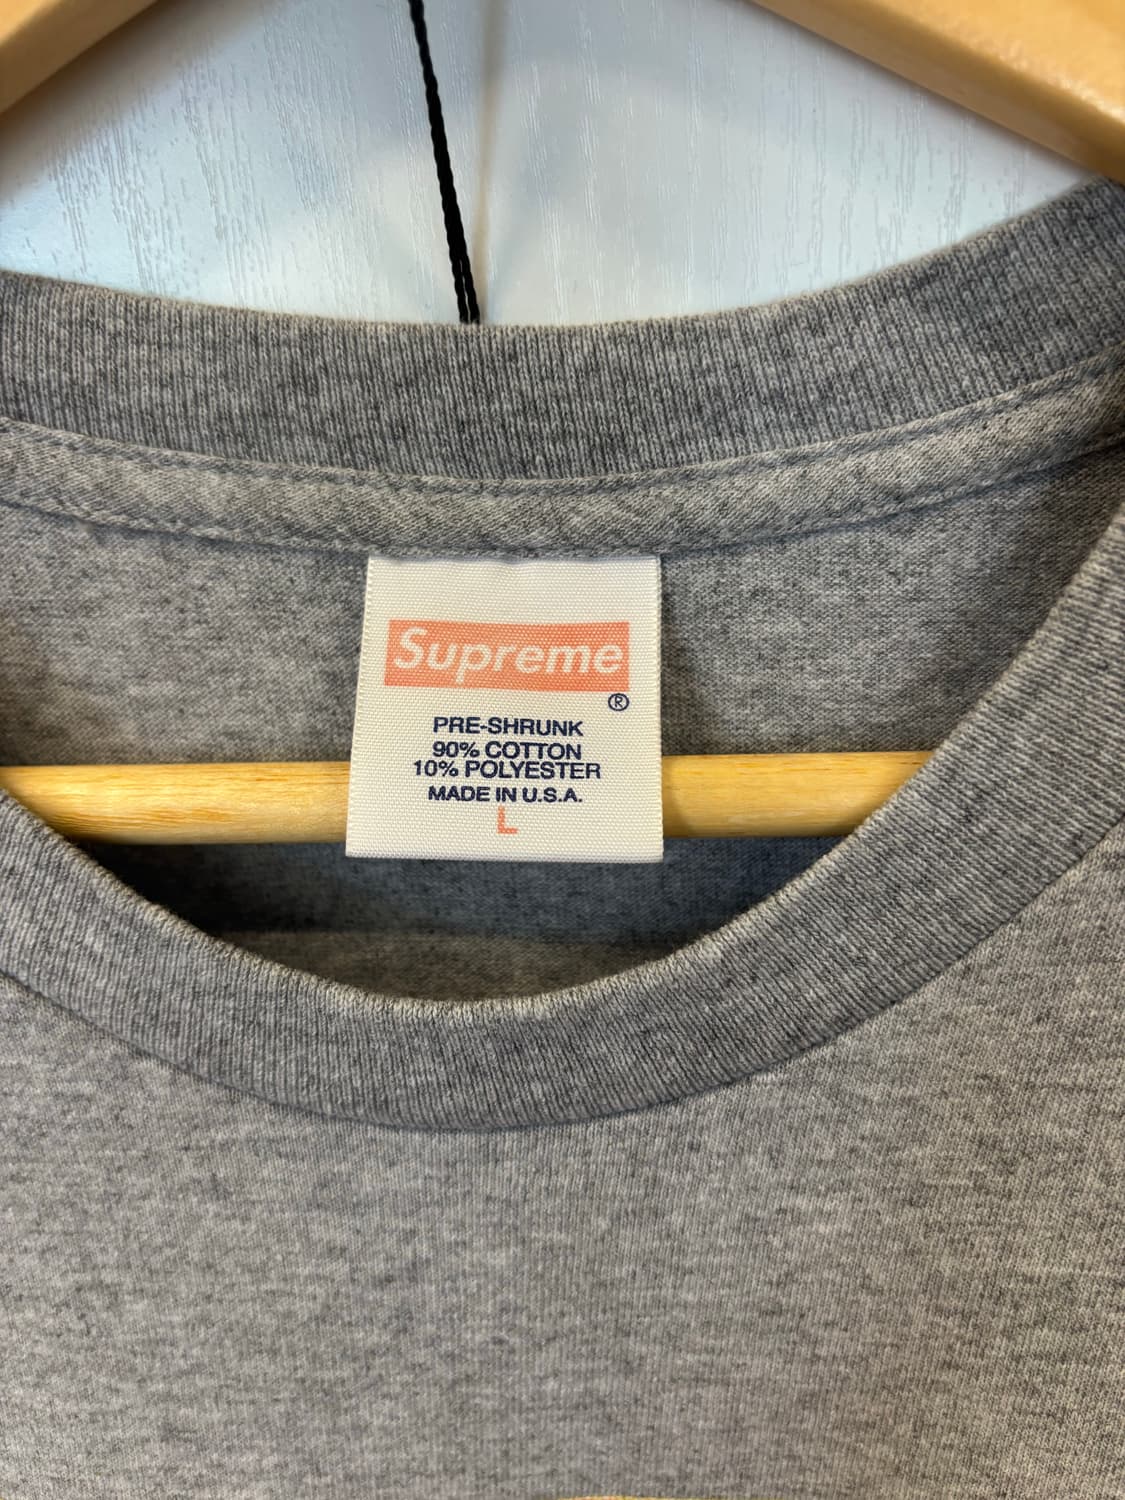 Supreme
®
PRE-SHRUNK
90% COTTON
10% POLYESTER
MADE IN U.S.A.
L